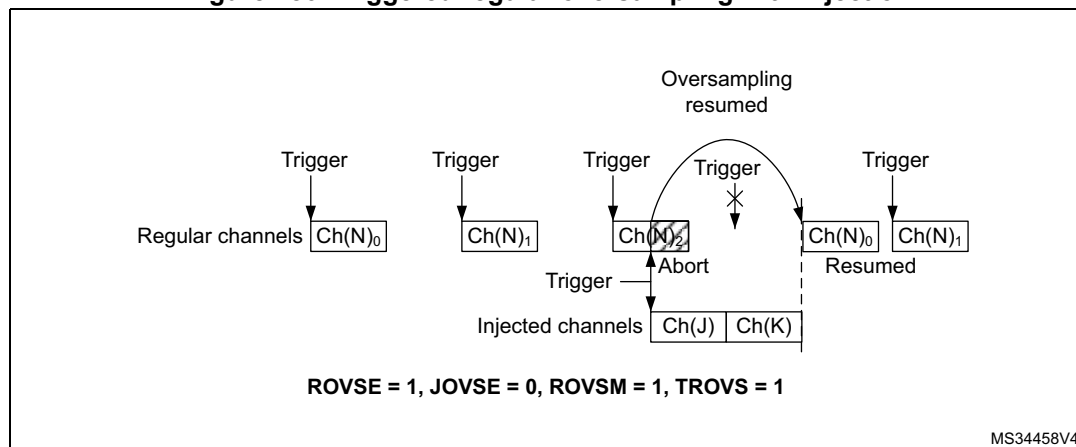 Oversampling
resumed
Trigger Trigger Trigger Trigger Trigger
Regular channels Ch(N)0 Ch(N)1 Ch(N)2 Ch(N)0 Ch(N)1
Abort Resumed
Trigger
Injected channels Ch(J) Ch(K)
ROVSE = 1, JOVSE = 0, ROVSM = 1, TROVS = 1
MS34458V4